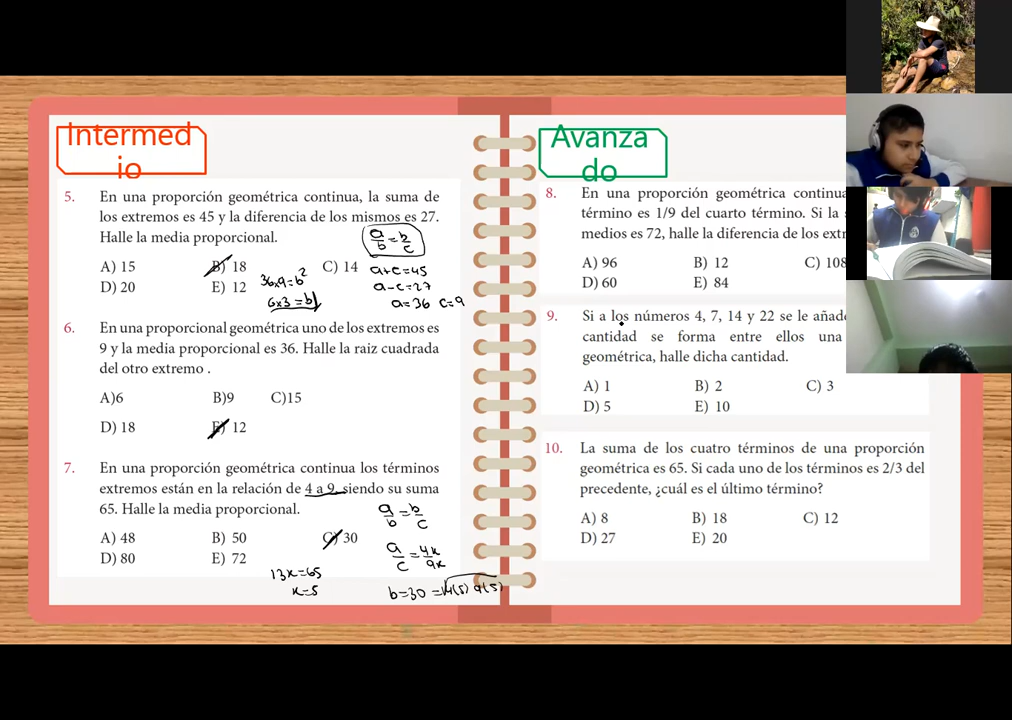 Intermed
io
5. En una proporción geométrica continua, la suma de
los extremos es 45 y la diferencia de los mismos es 27.
Halle la media proporcional.
A) 15 B) 18 C) 14
D) 20 E) 12
a/b = b/c
a+c=45
a-c=27
a=36 c=9
36x9=b²
6x3=b
6. En una proporcional geométrica uno de los extremos es
9 y la media proporcional es 36. Halle la raiz cuadrada
del otro extremo .
A)6 B)9 C)15
D) 18 E) 12
7. En una proporción geométrica continua los términos
extremos están en la relación de 4 a 9, siendo su suma
65. Halle la media proporcional.
A) 48 B) 50 C) 30
D) 80 E) 72
a/b = b/c
a/c = 4x/9x
13x=65
x=5
b=30=√4(5) 9(5)
Avanza
do
8. En una proporción geométrica continua
término es 1/9 del cuarto término. Si la
medios es 72, halle la diferencia de los
A) 96 B) 12 C) 108
D) 60 E) 84
9. Si a los números 4, 7, 14 y 22 se le
cantidad se forma entre ellos una
geométrica, halle dicha cantidad.
A) 1 B) 2 C) 3
D) 5 E) 10
10. La suma de los cuatro términos de una proporción
geométrica es 65. Si cada uno de los términos es 2/3 del
precedente, ¿cuál es el último término?
A) 8 B) 18 C) 12
D) 27 E) 20